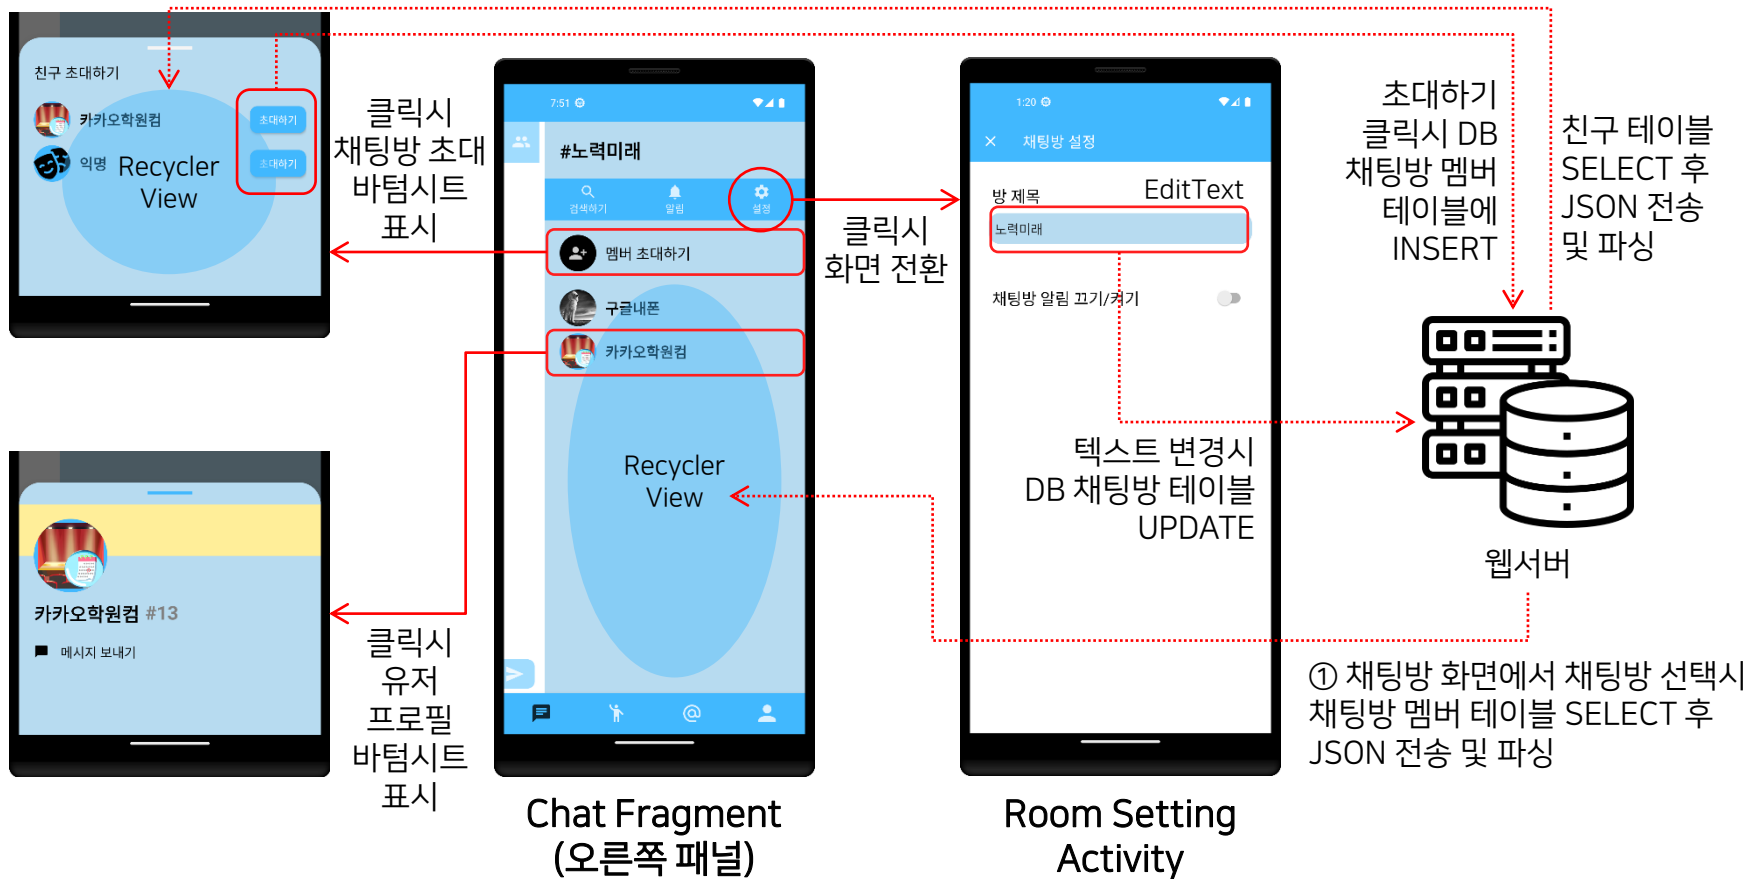 친구 초대하기
카카오학원컴
초대하기
익명
초대하기
Recycler
View
클릭시
채팅방 초대
바텀시트
표시
카카오학원컴 #13
메시지 보내기
클릭시
유저
프로필
바텀시트
표시
7:51
#노력미래
검색하기
알림
설정
멤버 초대하기
구글내폰
카카오학원컴
Recycler
View
Chat Fragment
(오른쪽 패널)
클릭시
화면 전환
1:20
채팅방 설정
방 제목
EditText
노력미래
채팅방 알림 끄기/켜기
텍스트 변경시
DB 채팅방 테이블
UPDATE
Room Setting
Activity
초대하기
클릭시 DB
채팅방 멤버
테이블에
INSERT
친구 테이블
SELECT 후
JSON 전송
및 파싱
웹서버
① 채팅방 화면에서 채팅방 선택시
채팅방 멤버 테이블 SELECT 후
JSON 전송 및 파싱